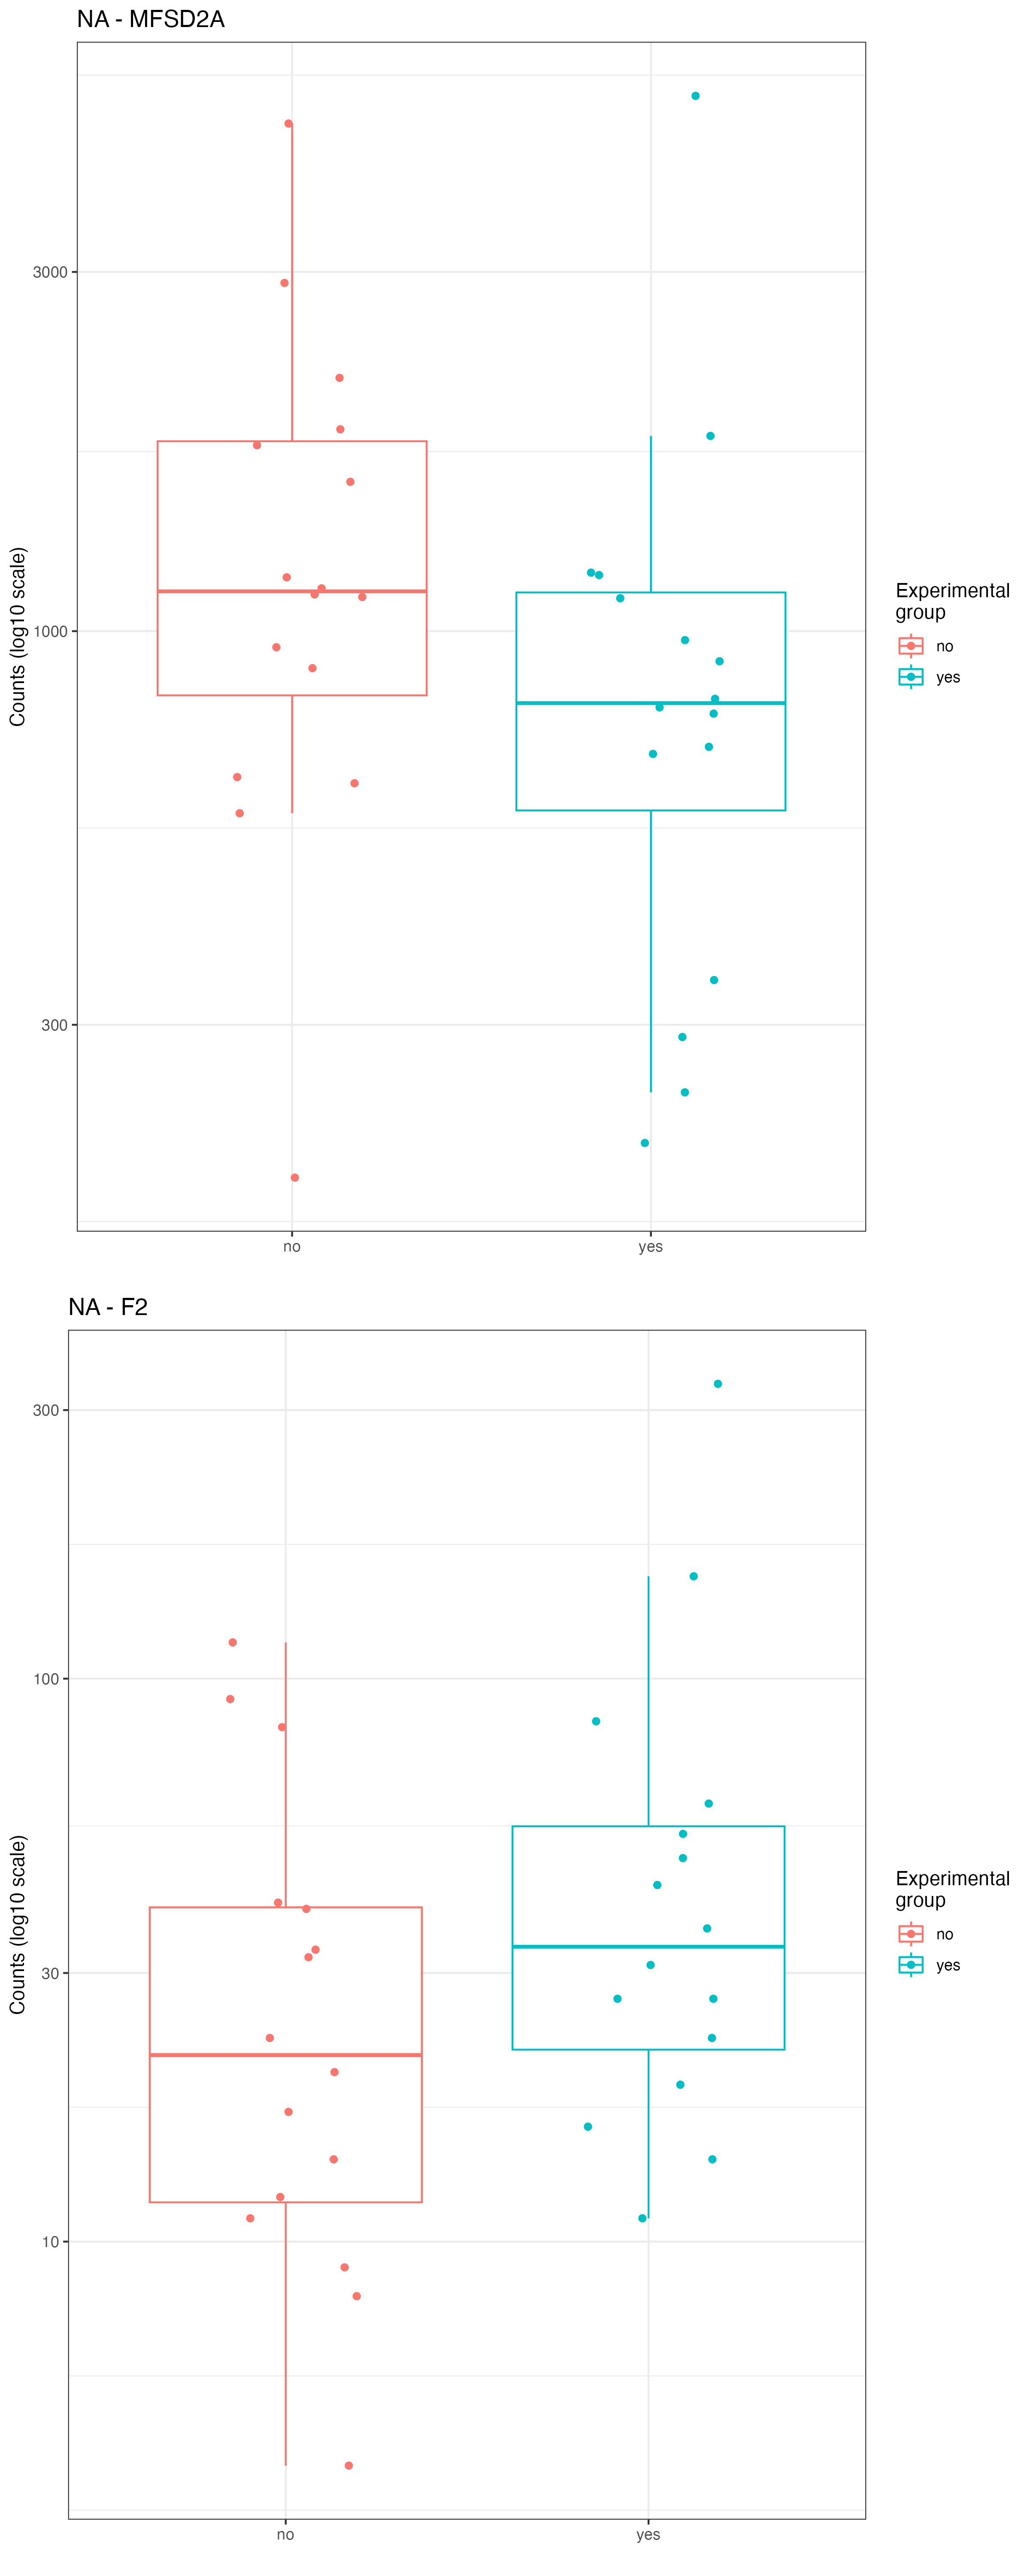 NA - MFSD2A
Counts (log10 scale)
3000
1000
300
no
yes
Experimental
group
no
yes
NA - F2
Counts (log10 scale)
300
100
30
10
no
yes
Experimental
group
no
yes